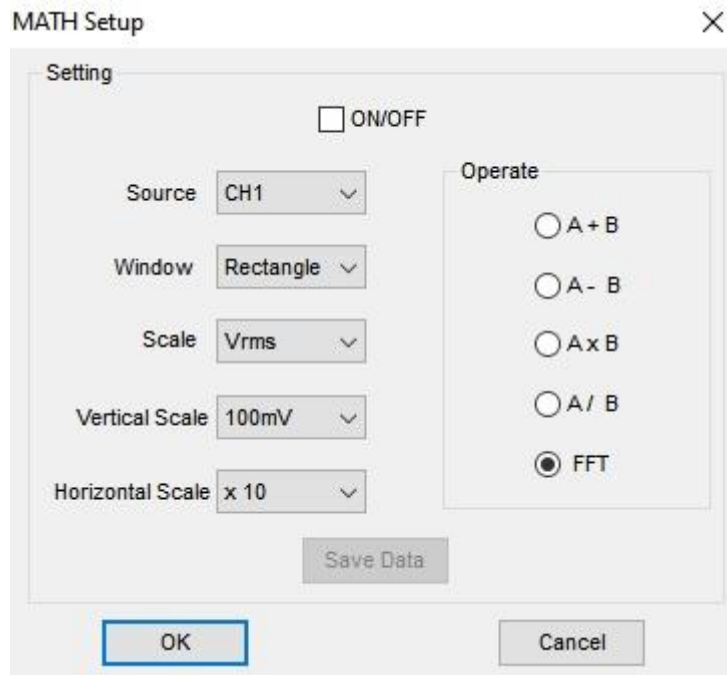 MATH Setup
Setting
ON/OFF
Source CH1
Window Rectangle
Scale Vrms
Vertical Scale 100mV
Horizontal Scale x 10
Operate
A + B
A - B
A x B
A / B
FFT
Save Data
OK Cancel